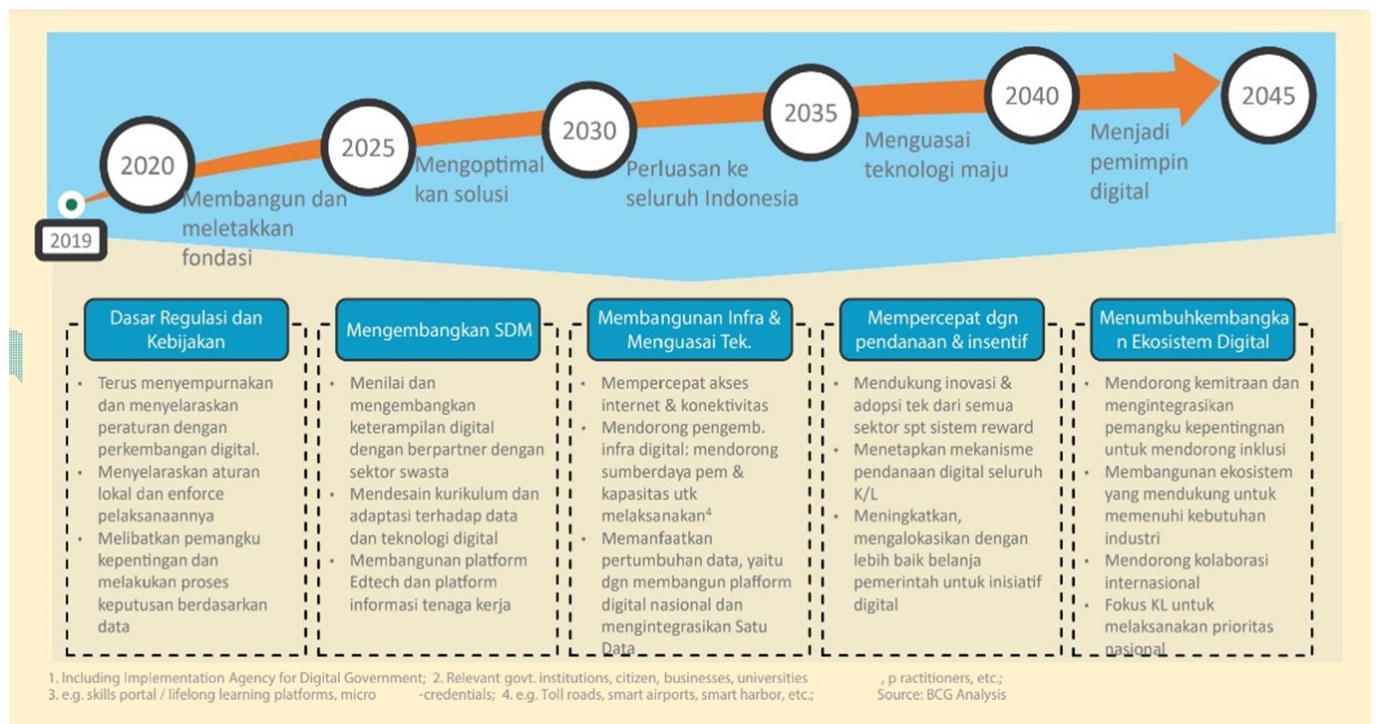 2019
2020
2025
2030
2035
2040
2045
Membangun dan
meletakkan
fondasi
Mengoptimal
kan solusi
Perluasan ke
seluruh Indonesia
Menguasai
teknologi maju
Menjadi
pemimpin
digital
Dasar Regulasi dan
Kebijakan
• Terus menyempurnakan
dan menyelaraskan
peraturan dengan
perkembangan digital.
• Menyelaraskan aturan
lokal dan enforce
pelaksanaannya
• Melibatkan pemangku
kepentingan dan
melakukan proses
keputusan berdasarkan
data
Mengembangkan SDM
• Menilai dan
mengembangkan
keterampilan digital
dengan berpartner dengan
sektor swasta
• Mendesain kurikulum dan
adaptasi terhadap data
dan teknologi digital
• Membangunan platform
Edtech dan platform
informasi tenaga kerja
Membangunan Infra &
Menguasai Tek.
• Mempercepat akses
internet & konektivitas
• Mendorong pengemb.
infra digital: mendorong
sumberdaya pem &
kapasitas utk
melaksanakan⁴
• Memanfaatkan
pertumbuhan data, yaitu
dgn membangun plafform
digital nasional dan
mengintegrasikan Satu
Data
Mempercepat dgn
pendanaan & insentif
• Mendukung inovasi &
adopsi tek dari semua
sektor spt sistem reward
• Menetapkan mekanisme
pendanaan digital seluruh
K/L
• Meningkatkan,
mengalokasikan dengan
lebih baik belanja
pemerintah untuk inisiatif
digital
Menumbuhkembangka
n Ekosistem Digital
• Mendorong kemitraan dan
mengintegrasikan
pemangku kepentingnan
untuk mendorong inklusi
• Membangunan ekosistem
yang mendukung untuk
memenuhi kebutuhan
industri
• Mendorong kolaborasi
internasional
• Fokus KL untuk
melaksanakan prioritas
nasional
1. Including Implementation Agency for Digital Government; 2. Relevant govt. institutions, citizen, businesses, universities , p ractitioners, etc.;
3. e.g. skills portal / lifelong learning platforms, micro -credentials; 4. e.g. Toll roads, smart airports, smart harbor, etc.; Source: BCG Analysis